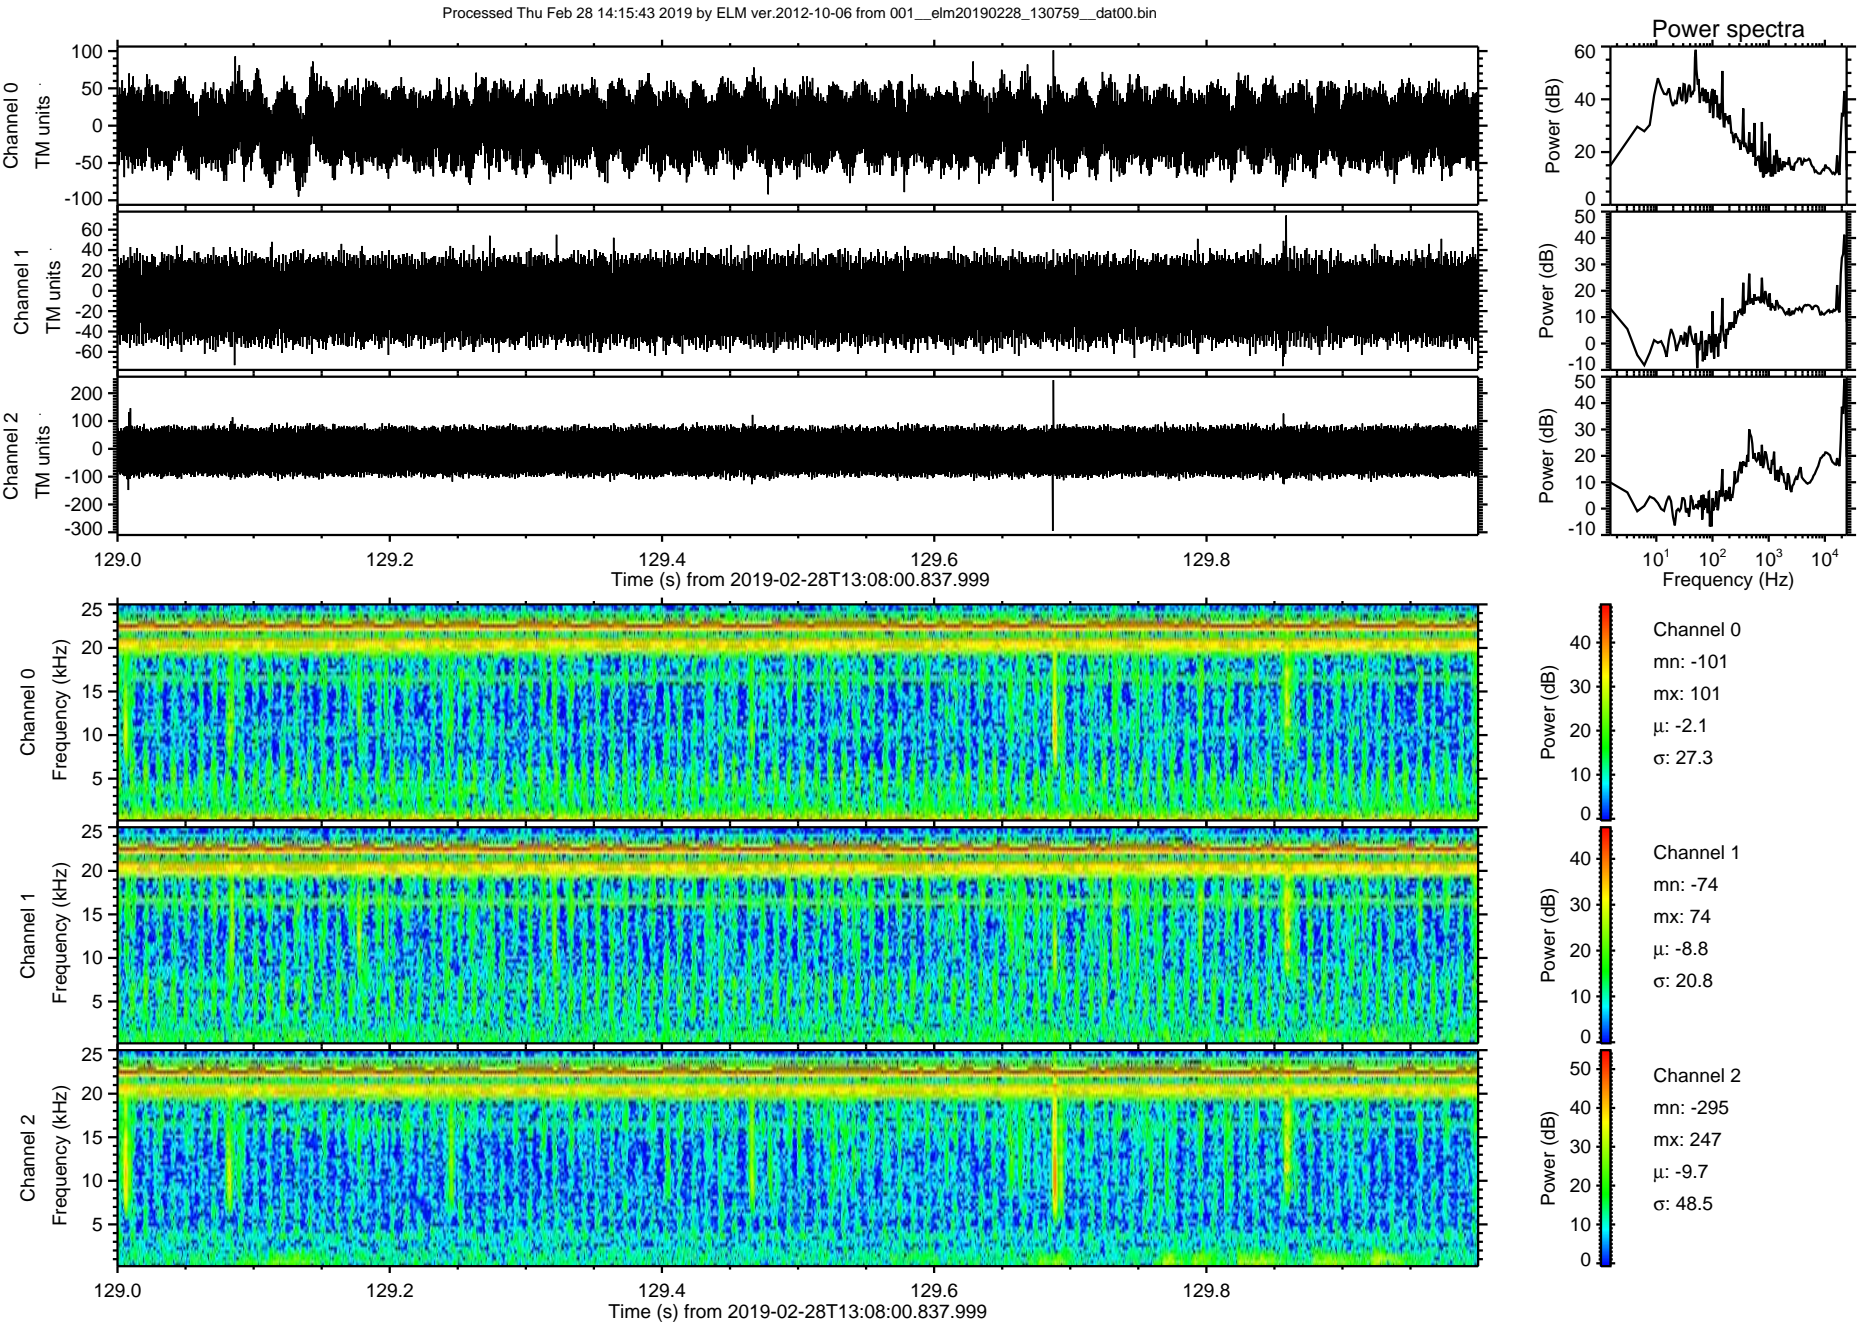 Processed Thu Feb 28 14:15:43 2019 by ELM ver.2012-10-06 from 001__elm20190228_130759__dat00.bin
Power spectra
Channel 0
TM units
100
50
0
-50
-100
Power (dB)
60
40
20
0
Channel 1
TM units
60
40
20
0
-20
-40
-60
Power (dB)
50
40
30
20
10
0
-10
Channel 2
TM units
200
100
0
-100
-200
-300
Power (dB)
50
40
30
20
10
0
-10
129.0 129.2 129.4 129.6 129.8
Time (s) from 2019-02-28T13:08:00.837.999
10¹ 10² 10³ 10⁴
Frequency (Hz)
Channel 0
Frequency (kHz)
25
20
15
10
5
Power (dB)
40
30
20
10
0
Channel 0
mn: -101
mx: 101
μ: -2.1
σ: 27.3
Channel 1
Frequency (kHz)
25
20
15
10
5
Power (dB)
40
30
20
10
0
Channel 1
mn: -74
mx: 74
μ: -8.8
σ: 20.8
Channel 2
Frequency (kHz)
25
20
15
10
5
Power (dB)
50
40
30
20
10
0
Channel 2
mn: -295
mx: 247
μ: -9.7
σ: 48.5
129.0 129.2 129.4 129.6 129.8
Time (s) from 2019-02-28T13:08:00.837.999